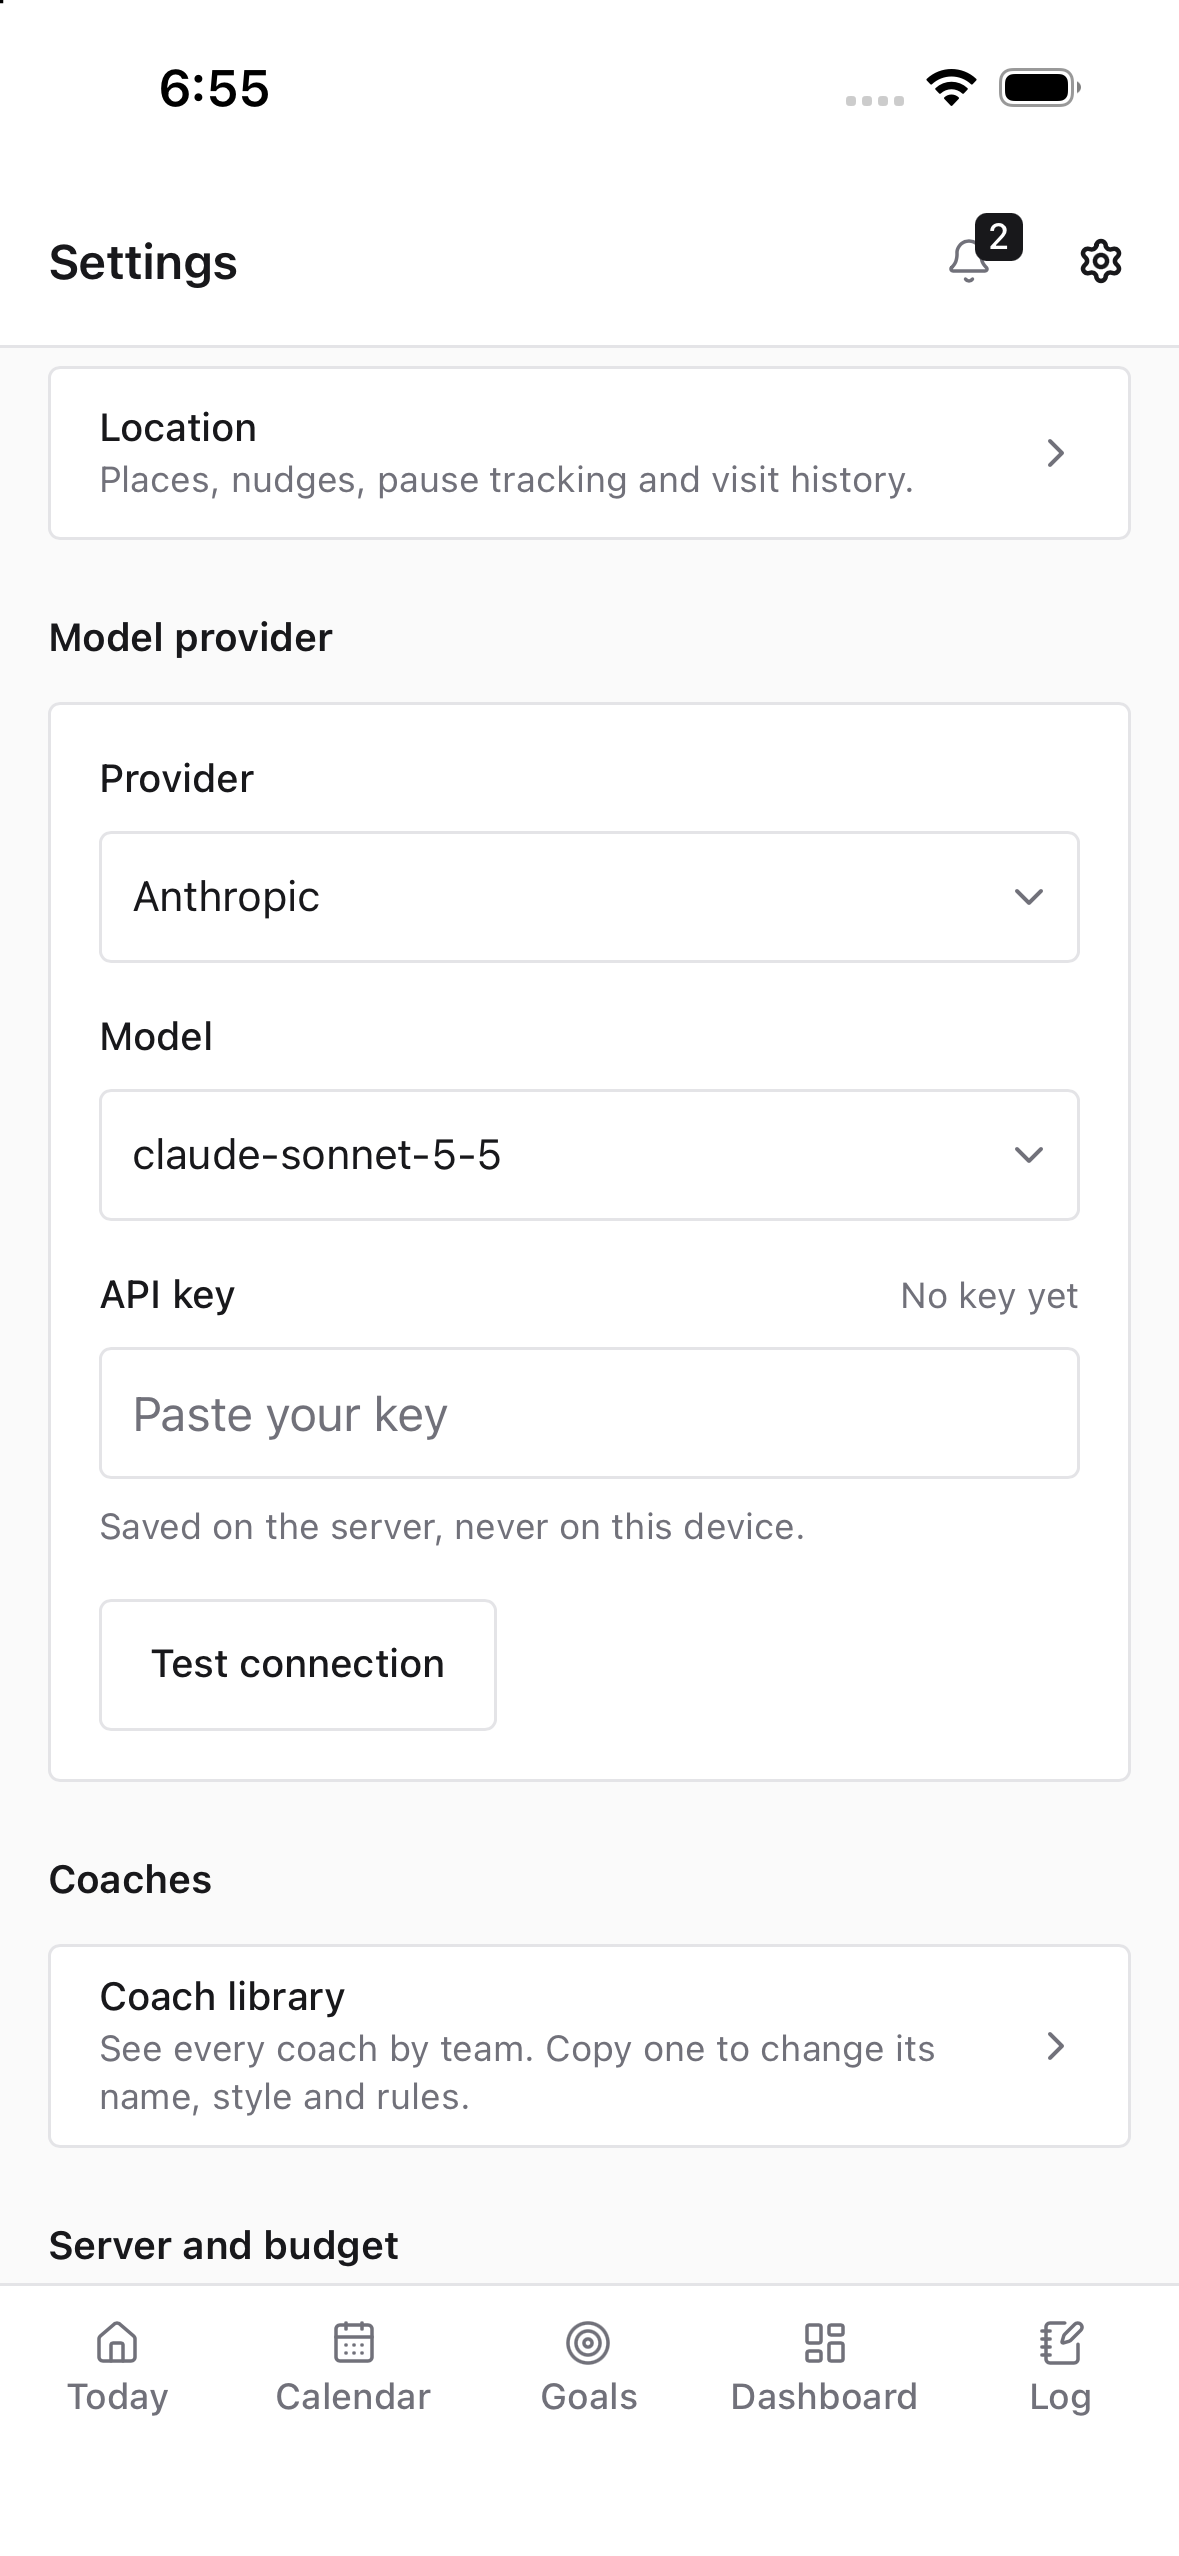 6:55
Settings
2
Location
Places, nudges, pause tracking and visit history.
Model provider
Provider
Anthropic
Model
claude-sonnet-5-5
API key
No key yet
Paste your key
Saved on the server, never on this device.
Test connection
Coaches
Coach library
See every coach by team. Copy one to change its
name, style and rules.
Server and budget
Today
Calendar
Goals
Dashboard
Log